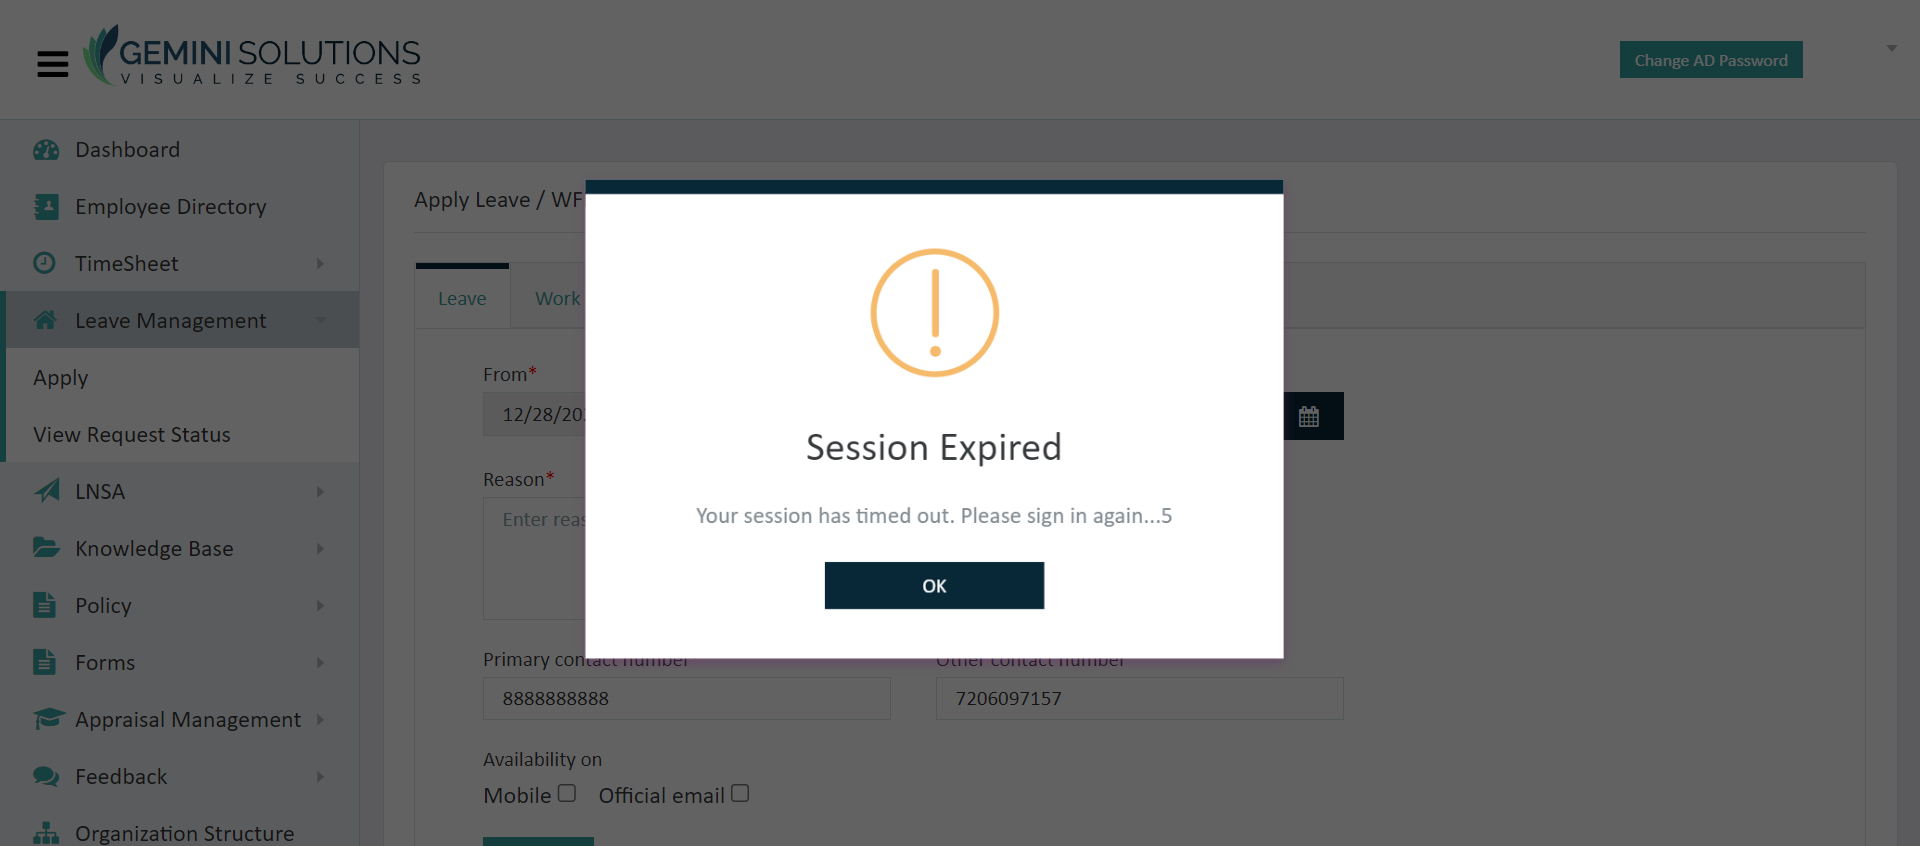 GEMINI SOLUTIONS
VISUALIZE SUCCESS
Change AD Password
Dashboard
Employee Directory
TimeSheet
Leave Management
Apply
View Request Status
LNSA
Knowledge Base
Policy
Forms
Appraisal Management
Feedback
Organization Structure
Apply Leave / WF
Leave
Work
From*
12/28/20
Reason*
Enter
Session Expired
Your session has timed out. Please sign in again...5
OK
Primary contact number
Other contact number
8888888888
7206097157
Availability on
Mobile
Official email